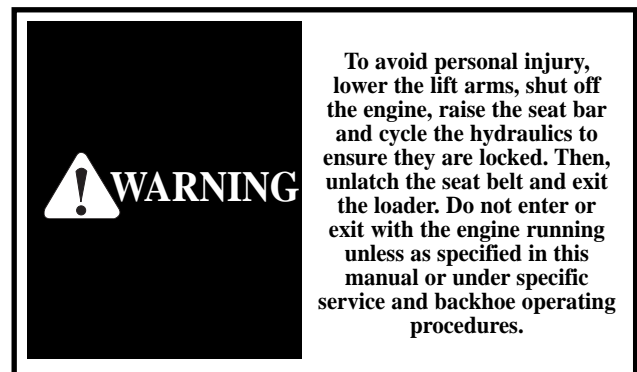 WARNING
To avoid personal injury,
lower the lift arms, shut off
the engine, raise the seat bar
and cycle the hydraulics to
ensure they are locked. Then,
unlatch the seat belt and exit
the loader. Do not enter or
exit with the engine running
unless as specified in this
manual or under specific
service and backhoe operating
procedures.